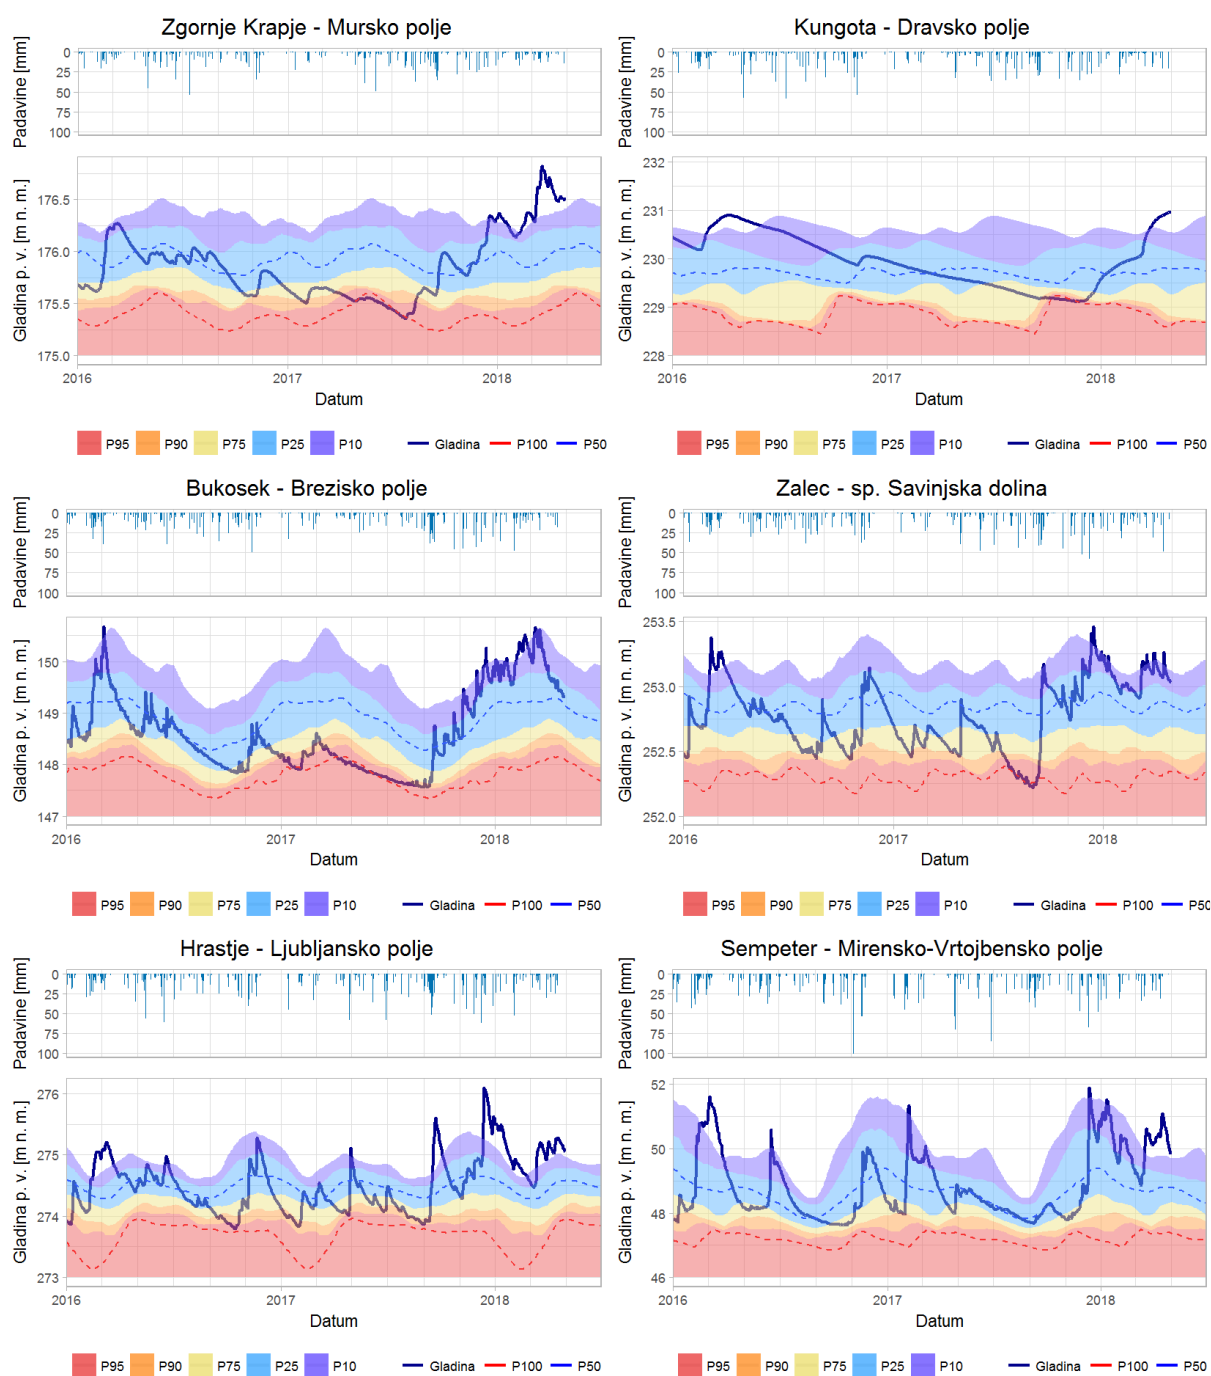 Zgornje Krapje - Mursko polje
Padavine [mm]
0
25
50
75
100
Gladina p. v. [m n. m.]
176.5
176.0
175.5
175.0
2016
2017
2018
Datum
P95 P90 P75 P25 P10 Gladina P100 P50
Kungota - Dravsko polje
Padavine [mm]
0
25
50
75
100
Gladina p. v. [m n. m.]
232
231
230
229
228
2016
2017
2018
Datum
P95 P90 P75 P25 P10 Gladina P100 P50
Bukosek - Brezisko polje
Padavine [mm]
0
25
50
75
100
Gladina p. v. [m n. m.]
150
149
148
147
2016
2017
2018
Datum
P95 P90 P75 P25 P10 Gladina P100 P50
Zalec - sp. Savinjska dolina
Padavine [mm]
0
25
50
75
100
Gladina p. v. [m n. m.]
253.5
253.0
252.5
252.0
2016
2017
2018
Datum
P95 P90 P75 P25 P10 Gladina P100 P50
Hrastje - Ljubljansko polje
Padavine [mm]
0
25
50
75
100
Gladina p. v. [m n. m.]
276
275
274
273
2016
2017
2018
Datum
P95 P90 P75 P25 P10 Gladina P100 P50
Sempeter - Mirensko-Vrtojbensko polje
Padavine [mm]
0
25
50
75
100
Gladina p. v. [m n. m.]
52
50
48
46
2016
2017
2018
Datum
P95 P90 P75 P25 P10 Gladina P100 P50